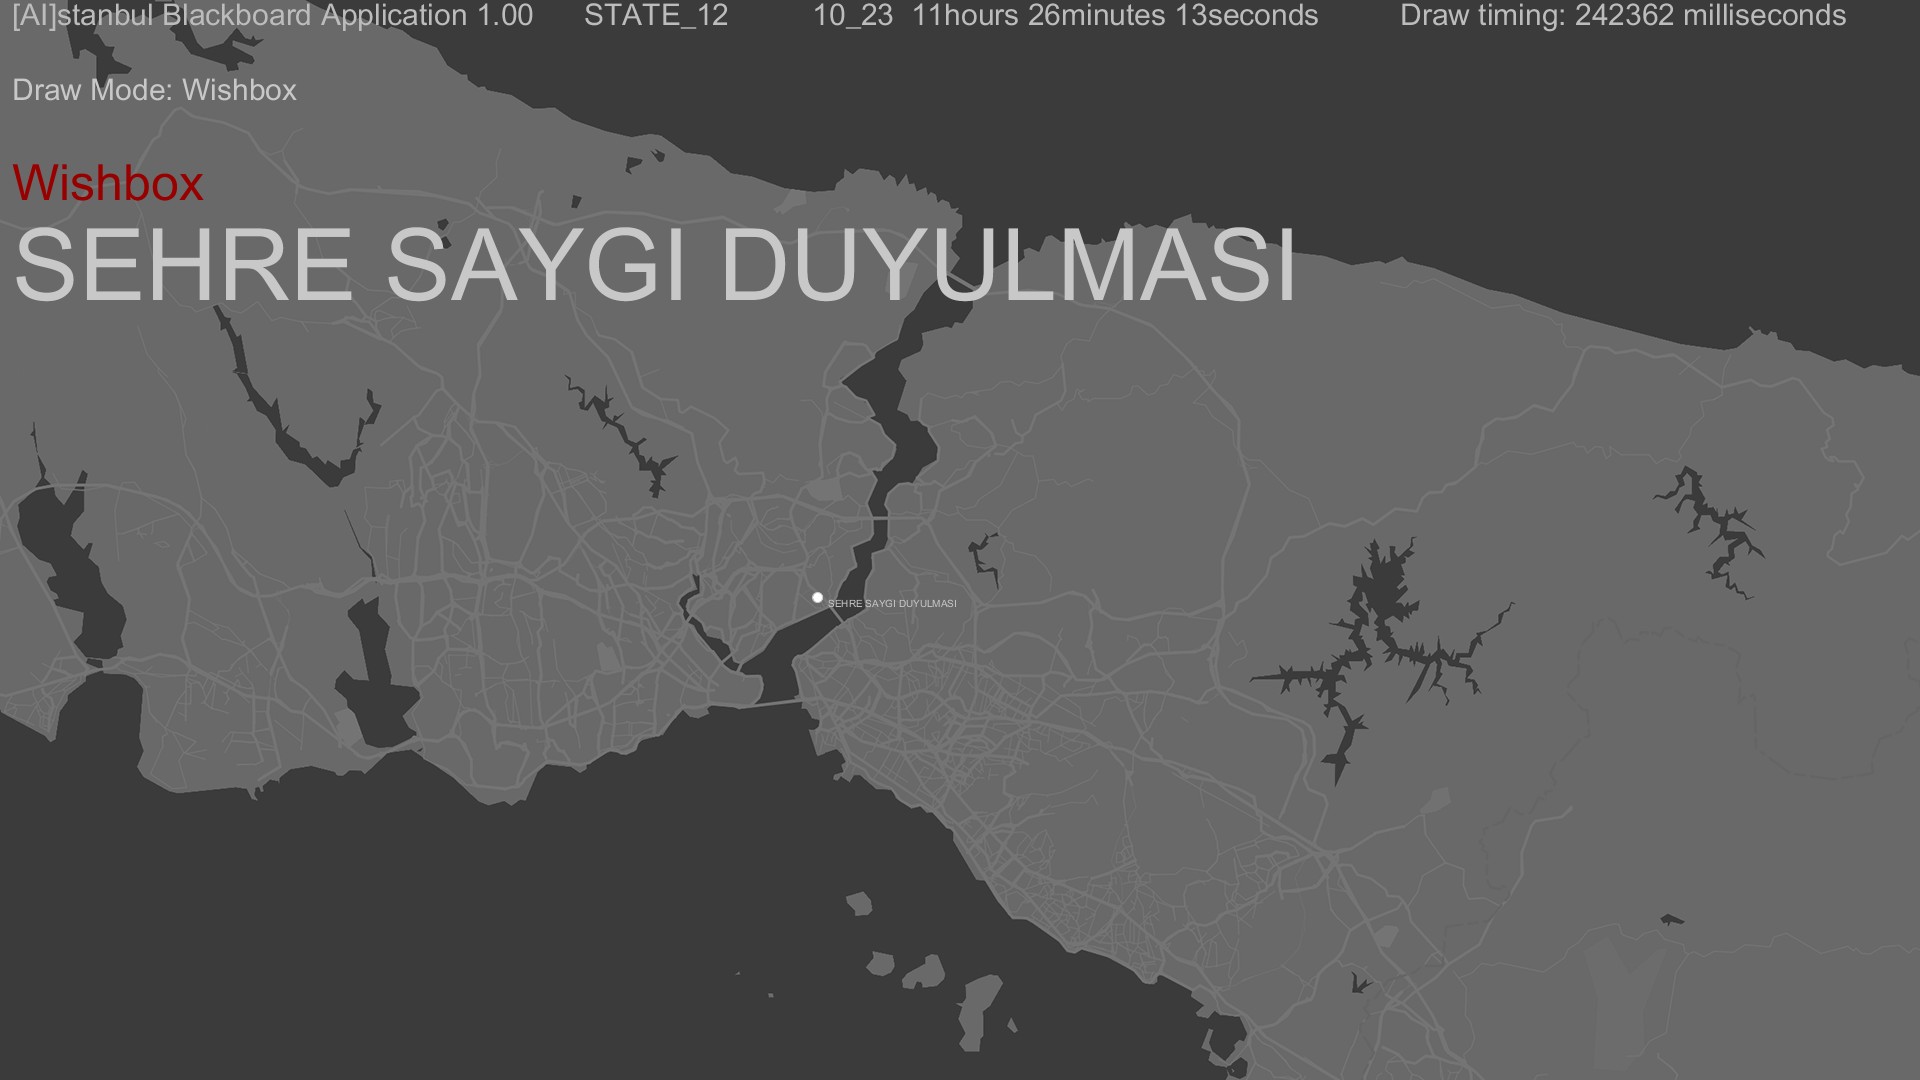 [AI]stanbul Blackboard Application 1.00 STATE_12 10_23 11hours 26minutes 13seconds Draw timing: 242362 milliseconds
Draw Mode: Wishbox
Wishbox
SEHRE SAYGI DUYULMASI
SEHRE SAYGI DUYULMASI